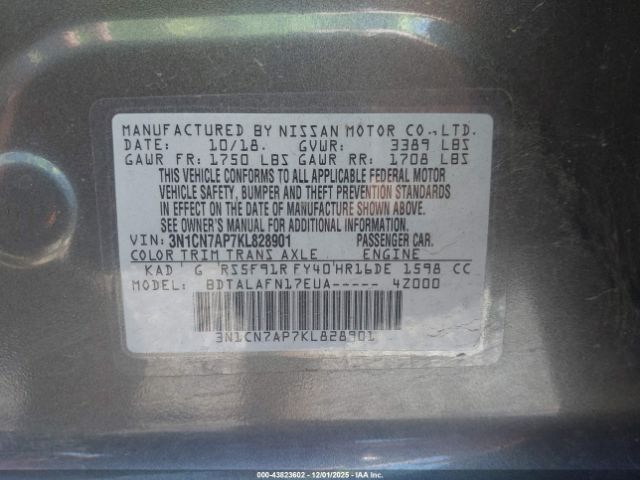 MANUFACTURED BY NISSAN MOTOR CO.,LTD.
DATE: 10/18. GVWR: 3389 LBS
GAWR FR: 1750 LBS GAWR RR: 1708 LBS
THIS VEHICLE CONFORMS TO ALL APPLICABLE FEDERAL MOTOR
VEHICLE SAFETY, BUMPER AND THEFT PREVENTION STANDARDS
IN EFFECT ON THE DATE OF MANUFACTURE SHOWN ABOVE.
SEE OWNER'S MANUAL FOR ADDITIONAL INFORMATION.
VIN: 3N1CN7AP7KL828901 PASSENGER CAR.
COLOR TRIM TRANS AXLE ENGINE
KAD ' G RS5F91R FY40'HR16DE 1598 CC
MODEL: BDTALAFN17EUA----- 4Z000
3N1CN7AP7KL828901
000-43823602 - 12/01/2025 - IAA Inc.